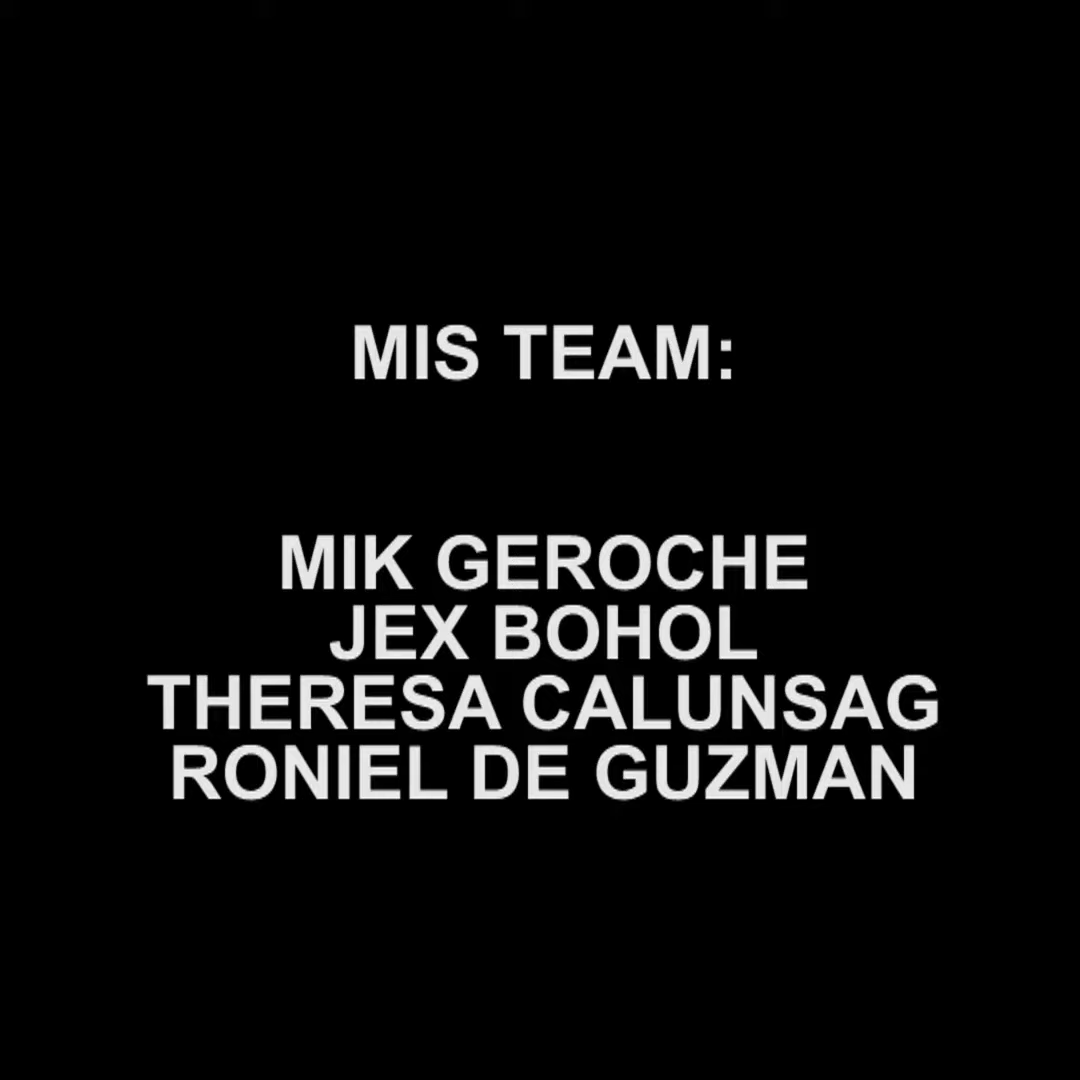 MIS TEAM:
MIK GEROCHE
JEX BOHOL
THERESA CALUNSAG
RONIEL DE GUZMAN